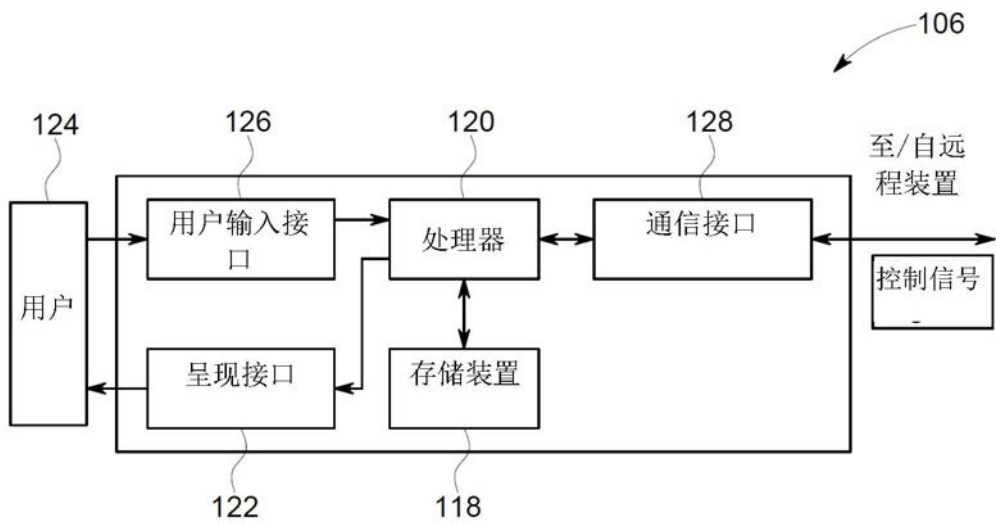 106
124
126
120
128
至/自远
程装置
用户输入接
口
处理器
通信接口
用户
控制信号
呈现接口
存储装置
122
118